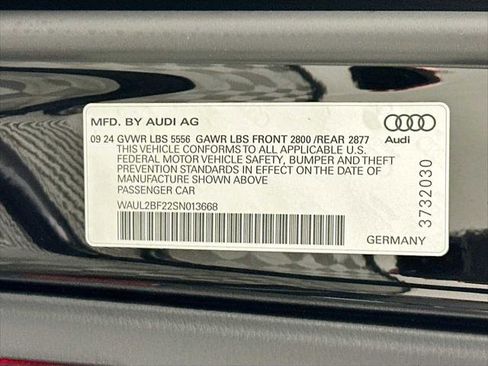 MFD. BY AUDI AG
09 24 GVWR LBS 5556 GAWR LBS FRONT 2800 /REAR 2877
THIS VEHICLE CONFORMS TO ALL APPLICABLE U.S.
FEDERAL MOTOR VEHICLE SAFETY, BUMPER AND THEFT
PREVENTION STANDARDS IN EFFECT ON THE DATE OF
MANUFACTURE SHOWN ABOVE
PASSENGER CAR
WAUL2BF22SN013668
GERMANY
Audi
3732030